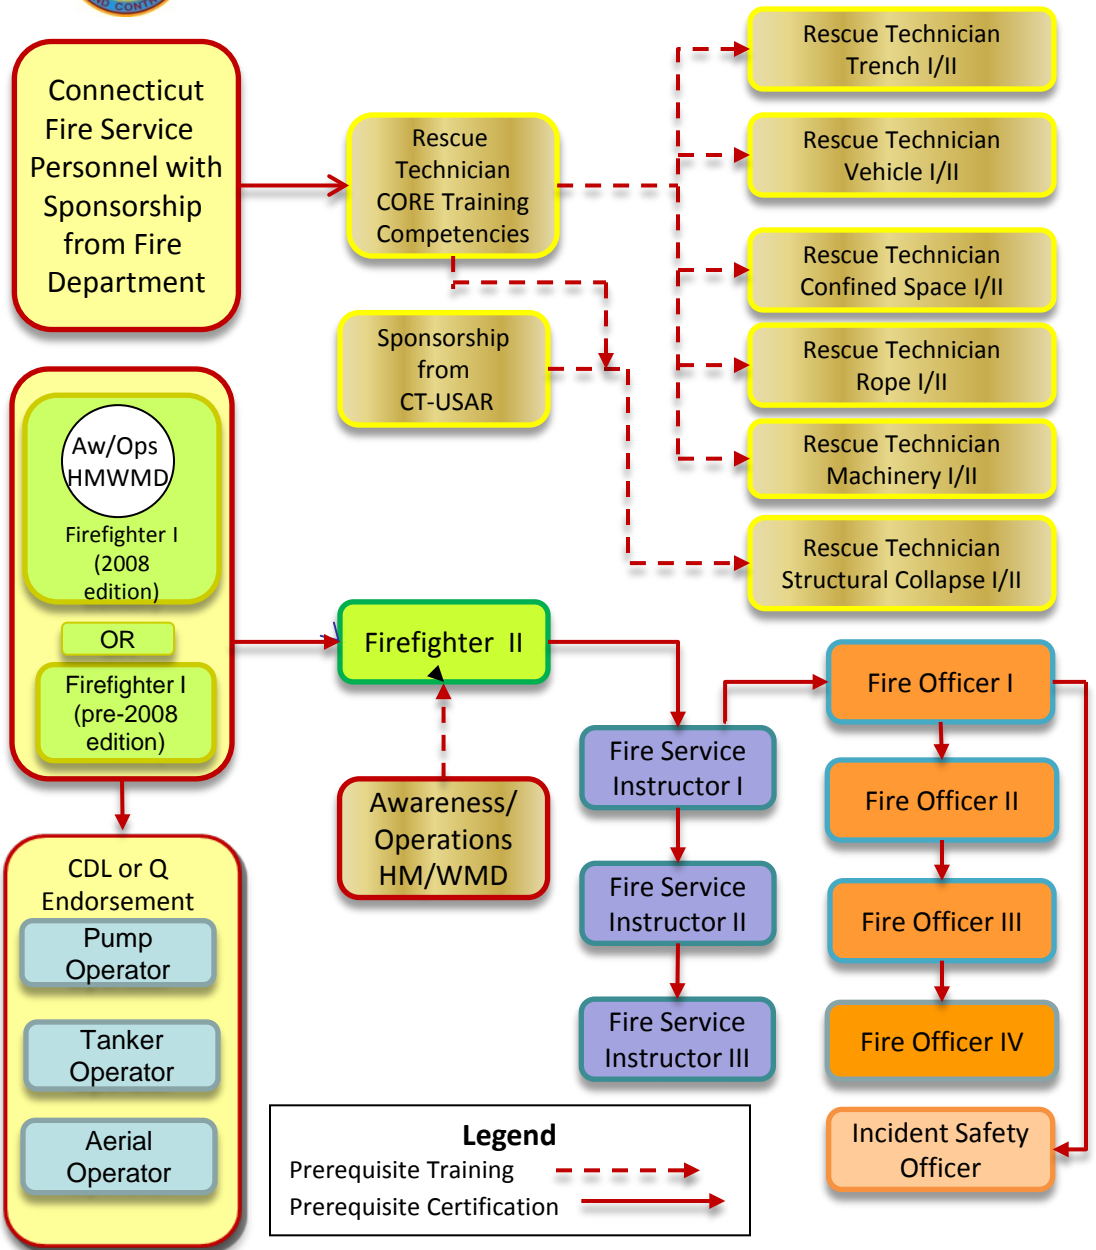 AND CONTR
Connecticut
Fire Service
Personnel with
Sponsorship
from Fire
Department
Rescue
Technician
CORE Training
Competencies
Rescue Technician
Trench I/II
Rescue Technician
Vehicle I/II
Rescue Technician
Confined Space I/II
Rescue Technician
Rope I/II
Rescue Technician
Machinery I/II
Rescue Technician
Structural Collapse I/II
Sponsorship
from
CT-USAR
Aw/Ops
HMWMD
Firefighter I
(2008
edition)
OR
Firefighter I
(pre-2008
edition)
Firefighter II
Awareness/
Operations
HM/WMD
Fire Service
Instructor I
Fire Service
Instructor II
Fire Service
Instructor III
Fire Officer I
Fire Officer II
Fire Officer III
Fire Officer IV
Incident Safety
Officer
CDL or Q
Endorsement
Pump
Operator
Tanker
Operator
Aerial
Operator
Legend
Prerequisite Training
Prerequisite Certification